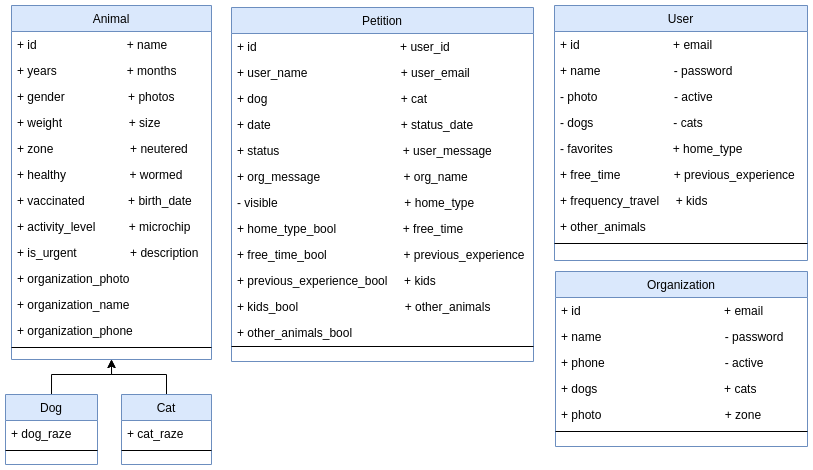 Animal
+ id + name
+ years + months
+ gender + photos
+ weight + size
+ zone + neutered
+ healthy + wormed
+ vaccinated + birth_date
+ activity_level + microchip
+ is_urgent + description
+ organization_photo
+ organization_name
+ organization_phone
Dog
+ dog_raze
Cat
+ cat_raze
Petition
+ id + user_id
+ user_name + user_email
+ dog + cat
+ date + status_date
+ status + user_message
+ org_message + org_name
- visible + home_type
+ home_type_bool + free_time
+ free_time_bool + previous_experience
+ previous_experience_bool + kids
+ kids_bool + other_animals
+ other_animals_bool
User
+ id + email
+ name - password
- photo - active
- dogs - cats
- favorites + home_type
+ free_time + previous_experience
+ frequency_travel + kids
+ other_animals
Organization
+ id + email
+ name - password
+ phone - active
+ dogs + cats
+ photo + zone